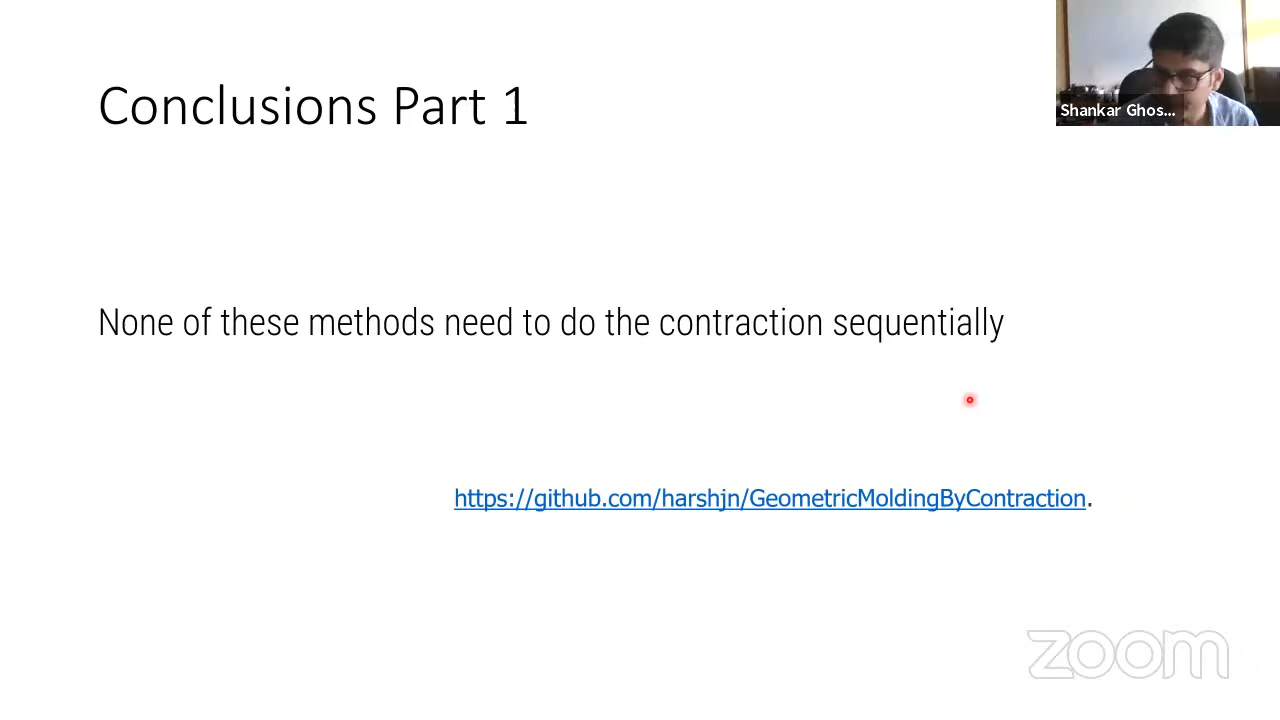 Conclusions Part 1
Shankar Ghos...
None of these methods need to do the contraction sequentially
https://github.com/harshjn/GeometricMoldingByContraction.
zoom